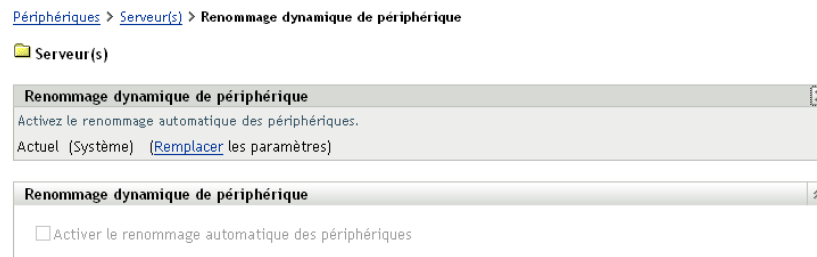 Périphériques > Serveur(s) > Renommage dynamique de périphérique
Serveur(s)
Renommage dynamique de périphérique
Activez le renommage automatique des périphériques.
Actuel (Système) (Remplacer les paramètres)
Renommage dynamique de périphérique
Activer le renommage automatique des périphériques